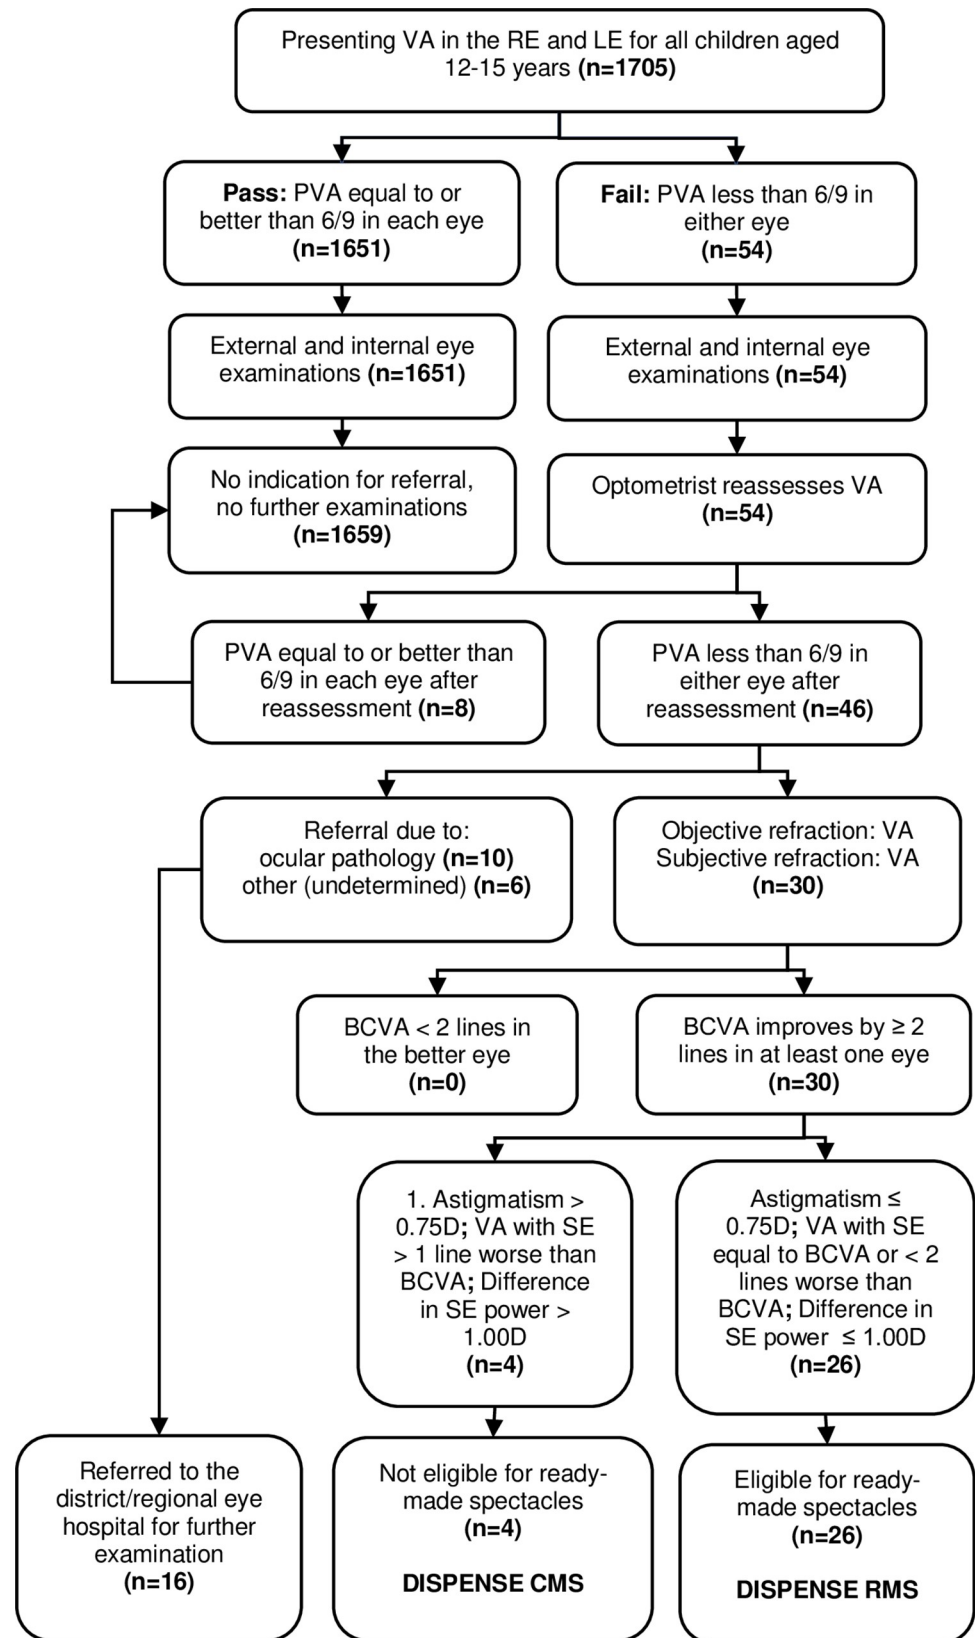 Presenting VA in the RE and LE for all children aged
12-15 years (n=1705)
Pass: PVA equal to or
better than 6/9 in each eye
(n=1651)
Fail: PVA less than 6/9 in
either eye
(n=54)
External and internal eye
examinations (n=1651)
External and internal eye
examinations (n=54)
No indication for referral,
no further examinations
(n=1659)
Optometrist reassesses VA
(n=54)
PVA equal to or better than
6/9 in each eye after
reassessment (n=8)
PVA less than 6/9 in
either eye after
reassessment (n=46)
Referral due to:
ocular pathology (n=10)
other (undetermined) (n=6)
Objective refraction: VA
Subjective refraction: VA
(n=30)
BCVA < 2 lines in
the better eye
(n=0)
BCVA improves by ≥ 2
lines in at least one eye
(n=30)
1. Astigmatism >
0.75D; VA with SE
> 1 line worse than
BCVA; Difference
in SE power >
1.00D
(n=4)
Astigmatism ≤
0.75D; VA with SE
equal to BCVA or < 2
lines worse than
BCVA; Difference in
SE power ≤ 1.00D
(n=26)
Referred to the
district/regional eye
hospital for further
examination
(n=16)
Not eligible for ready-
made spectacles
(n=4)
DISPENSE CMS
Eligible for ready-
made spectacles
(n=26)
DISPENSE RMS